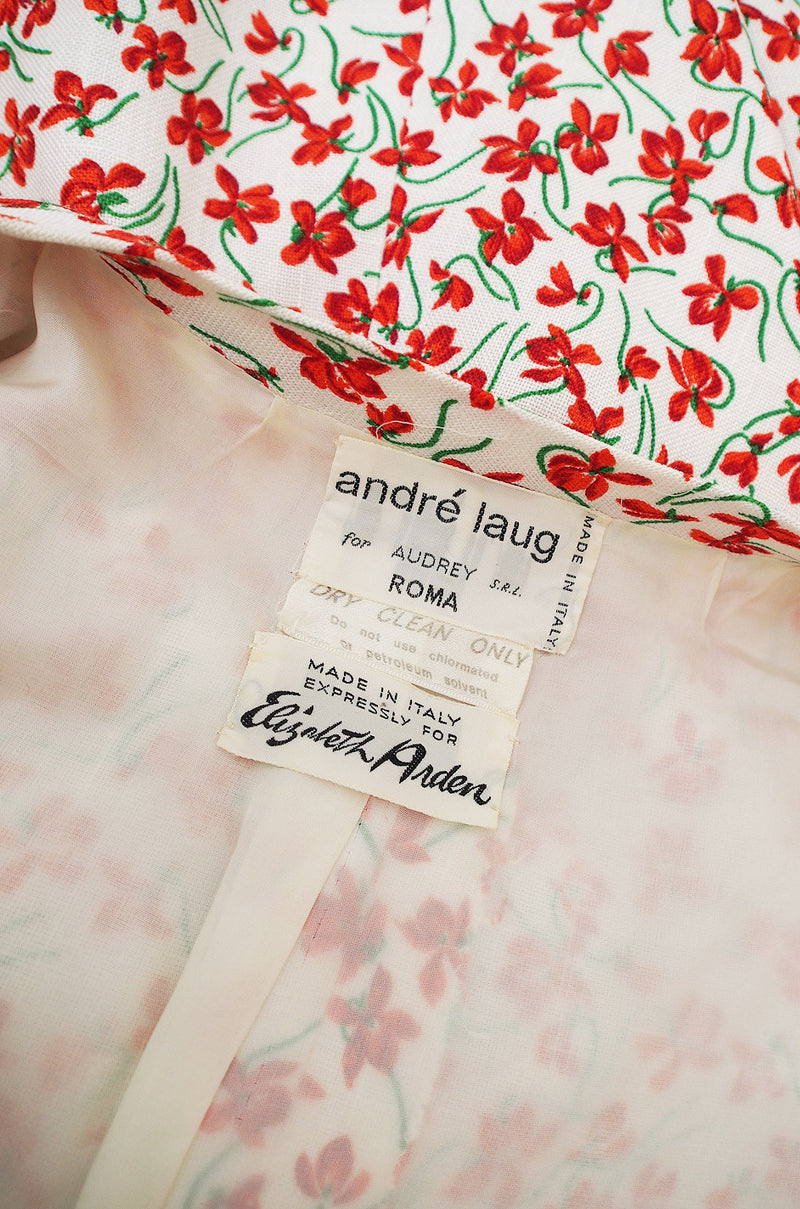 andré laug
for AUDREY S.R.L.
ROMA
MADE IN ITALY
DRY CLEAN ONLY
Do not use chlormated
or petroleum solvent
MADE IN ITALY
EXPRESSLY FOR
Elizabeth Arden